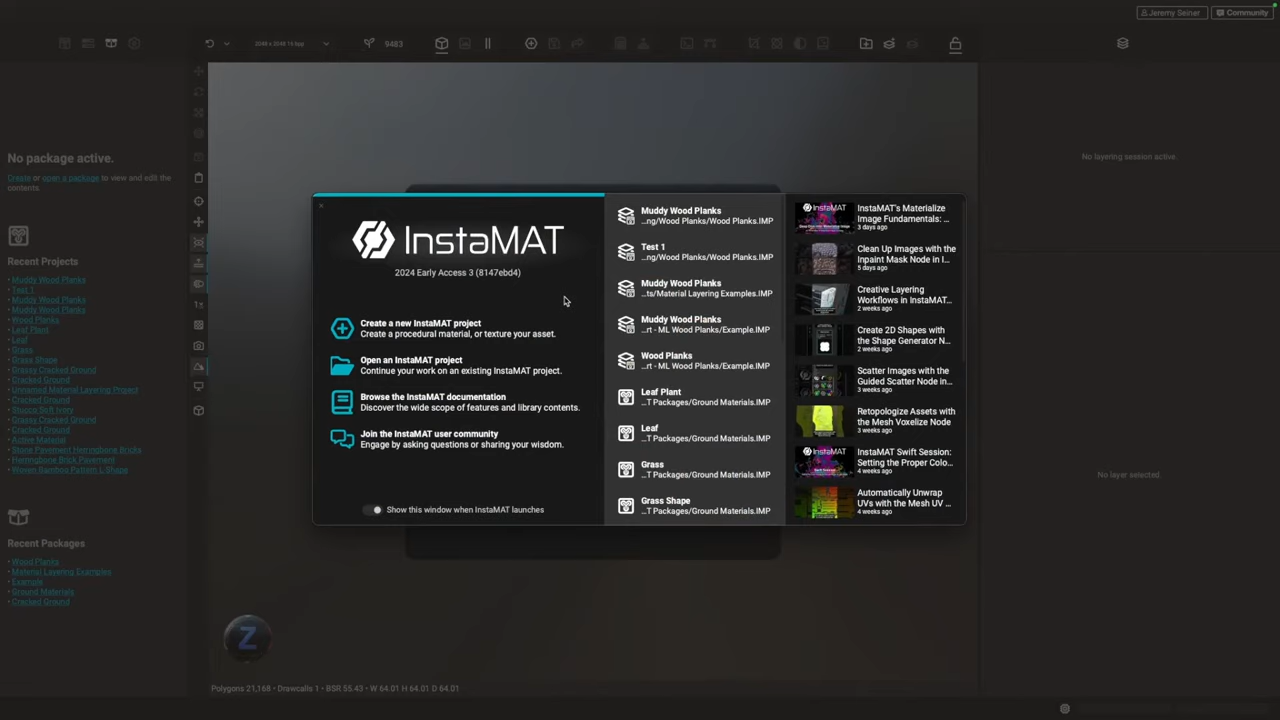 Jeremy Seiner
Community
2048 x 2048 16 bpp
9483
No package active.
Create or open a package to view and edit the
contents.
Recent Projects
• Muddy Wood Planks
• Test 1
• Muddy Wood Planks
• Muddy Wood Planks
• Wood Planks
• Leaf Plant
• Leaf
• Grass
• Grass Shape
• Grassy Cracked Ground
• Cracked Ground
• Unnamed Material Layering Project
• Cracked Ground
• Stucco Soft Ivory
• Grassy Cracked Ground
• Cracked Ground
• Active Material
• Stone Pavement Herringbone Bricks
• Herringbone Brick Pavement
• Woven Bamboo Pattern L-Shape
Recent Packages
• Wood Planks
• Material Layering Examples
• Example
• Ground Materials
• Cracked Ground
1x
InstaMAT
2024 Early Access 3 (8147ebd4)
Create a new InstaMAT project
Create a procedural material, or texture your asset.
Open an InstaMAT project
Continue your work on an existing InstaMAT project.
Browse the InstaMAT documentation
Discover the wide scope of features and library contents.
Join the InstaMAT user community
Engage by asking questions or sharing your wisdom.
Show this window when InstaMAT launches
Muddy Wood Planks
...ng/Wood Planks/Wood Planks.IMP
Test 1
...ng/Wood Planks/Wood Planks.IMP
Muddy Wood Planks
...ts/Material Layering Examples.IMP
Muddy Wood Planks
...rt - ML Wood Planks/Example.IMP
Wood Planks
...rt - ML Wood Planks/Example.IMP
Leaf Plant
...T Packages/Ground Materials.IMP
Leaf
...T Packages/Ground Materials.IMP
Grass
...T Packages/Ground Materials.IMP
Grass Shape
...T Packages/Ground Materials.IMP
InstaMAT
InstaMAT's Materialize
Image Fundamentals: ...
3 days ago
Clean Up Images with the
Inpaint Mask Node in I...
5 days ago
Creative Layering
Workflows in InstaMAT...
2 weeks ago
Create 2D Shapes with
the Shape Generator N...
2 weeks ago
Scatter Images with the
Guided Scatter Node in...
3 weeks ago
Retopologize Assets with
the Mesh Voxelize Node
3 weeks ago
InstaMAT
InstaMAT Swift Session:
Setting the Proper Colo...
4 weeks ago
Automatically Unwrap
UVs with the Mesh UV ...
4 weeks ago
No layering session active.
No layer selected.
Z
Polygons 21,168 • Drawcalls 1 • BSR 55.43 • W 64.01 H 64.01 D 64.01